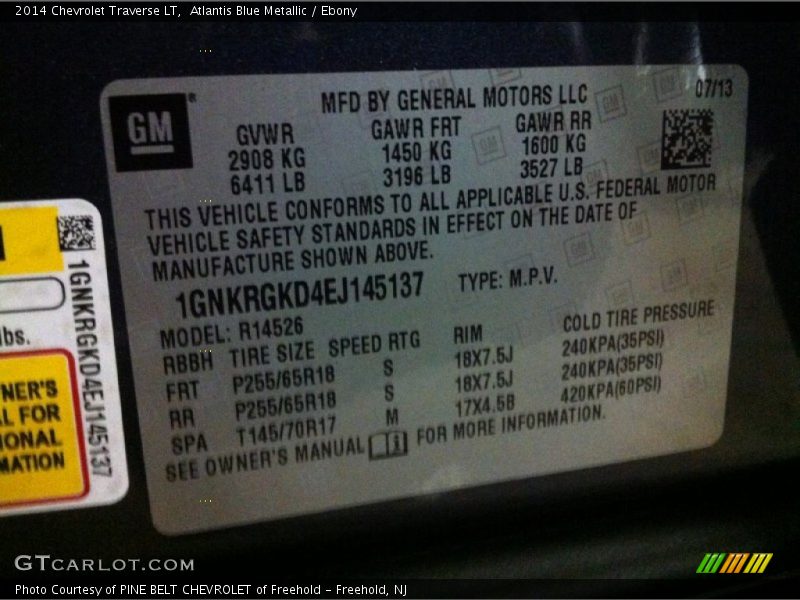 2014 Chevrolet Traverse LT,  Atlantis Blue Metallic / Ebony
GM®
MFD BY GENERAL MOTORS LLC
07/13
GVWR GAWR FRT GAWR RR
2908 KG 1450 KG 1600 KG
6411 LB 3196 LB 3527 LB
THIS VEHICLE CONFORMS TO ALL APPLICABLE U.S. FEDERAL MOTOR
VEHICLE SAFETY STANDARDS IN EFFECT ON THE DATE OF
MANUFACTURE SHOWN ABOVE.
1GNKRGKD4EJ145137 TYPE: M.P.V.
MODEL: R14526
RBBH TIRE SIZE SPEED RTG RIM COLD TIRE PRESSURE
FRT P255/65R18 S 18X7.5J 240KPA(35PSI)
RR P255/65R18 S 18X7.5J 240KPA(35PSI)
SPA T145/70R17 M 17X4.5B 420KPA(60PSI)
SEE OWNER'S MANUAL FOR MORE INFORMATION.
1GNKRGKD4EJ145137
lbs.
NER'S
AL FOR
IONAL
MATION
GTCARLOT.COM
Photo Courtesy of PINE BELT CHEVROLET of Freehold - Freehold, NJ